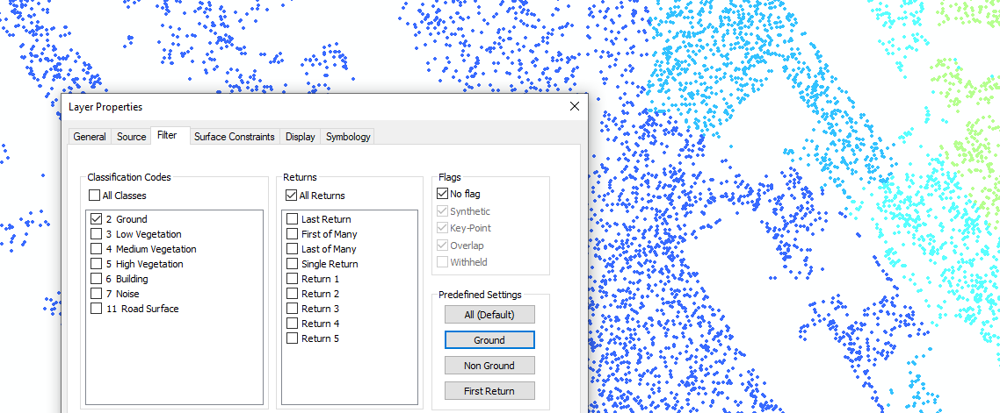 Layer Properties
General Source Filter Surface Constraints Display Symbology
Classification Codes
All Classes
2 Ground
3 Low Vegetation
4 Medium Vegetation
5 High Vegetation
6 Building
7 Noise
11 Road Surface
Returns
All Returns
Last Return
First of Many
Last of Many
Single Return
Return 1
Return 2
Return 3
Return 4
Return 5
Flags
No flag
Synthetic
Key-Point
Overlap
Withheld
Predefined Settings
All (Default)
Ground
Non Ground
First Return